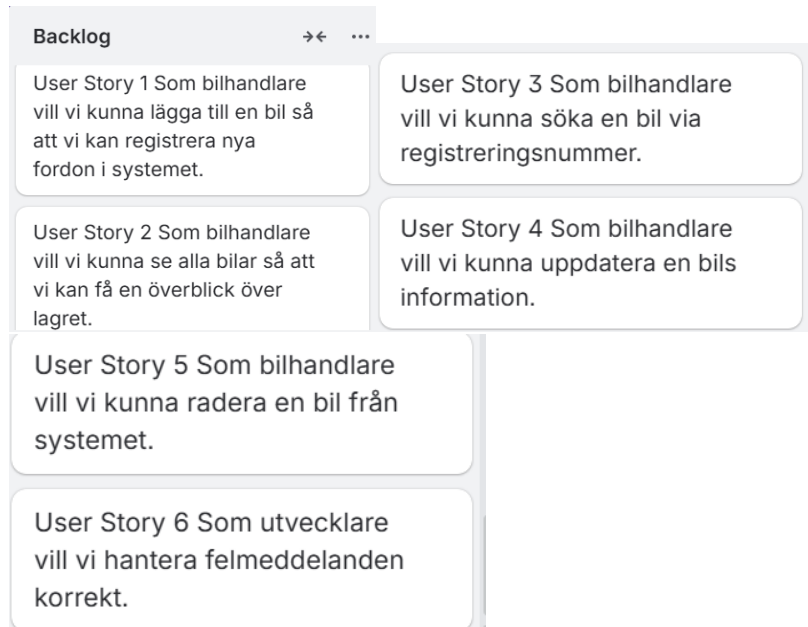 Backlog
User Story 1 Som bilhandlare
vill vi kunna lägga till en bil så
att vi kan registrera nya
fordon i systemet.
User Story 2 Som bilhandlare
vill vi kunna se alla bilar så att
vi kan få en överblick över
lagret.
User Story 3 Som bilhandlare
vill vi kunna söka en bil via
registreringsnummer.
User Story 4 Som bilhandlare
vill vi kunna uppdatera en bils
information.
User Story 5 Som bilhandlare
vill vi kunna radera en bil från
systemet.
User Story 6 Som utvecklare
vill vi hantera felmeddelanden
korrekt.